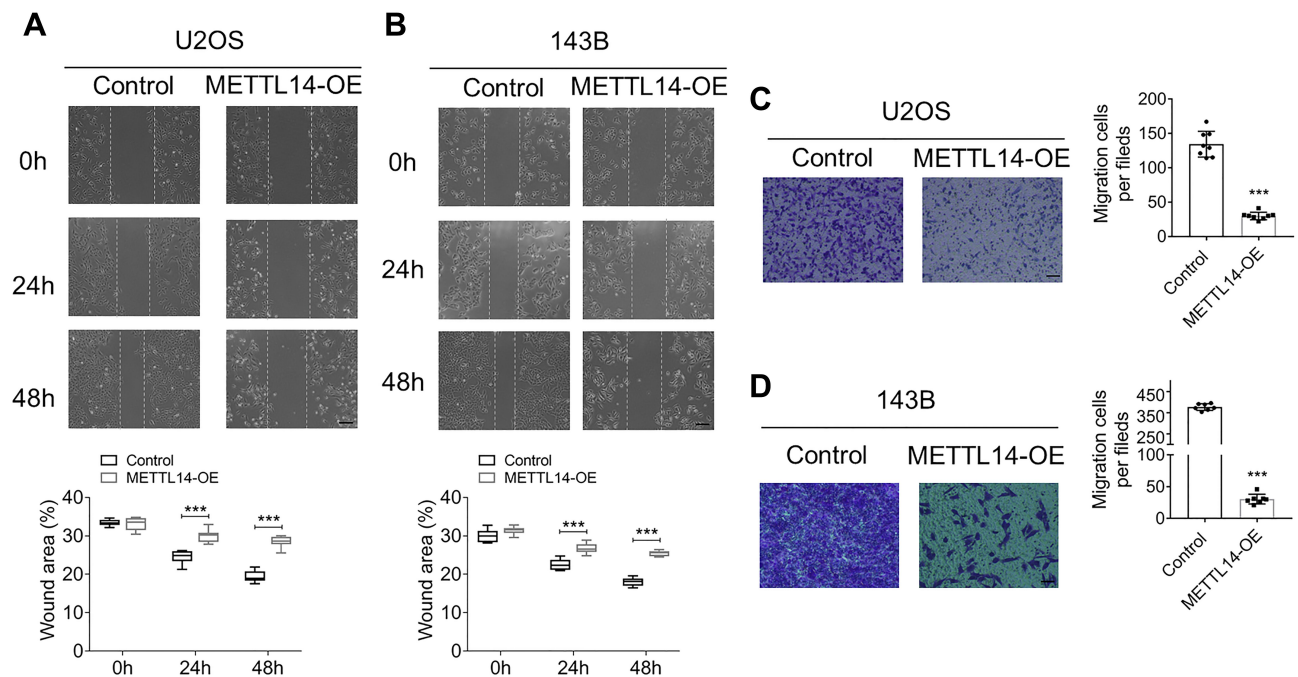 A
U2OS
Control METTL14-OE
0h
24h
48h
Control
METTL14-OE
Wound area (%)
40
30
20
10
0
***
***
0h 24h 48h
B
143B
Control METTL14-OE
0h
24h
48h
Control
METTL14-OE
Wound area (%)
40
30
20
10
0
***
***
0h 24h 48h
C
U2OS
Control METTL14-OE
Migration cells
per fileds
200
150
100
50
0
***
Control
METTL14-OE
D
143B
Control METTL14-OE
Migration cells
per fileds
450
350
250
100
50
0
***
Control
METTL14-OE